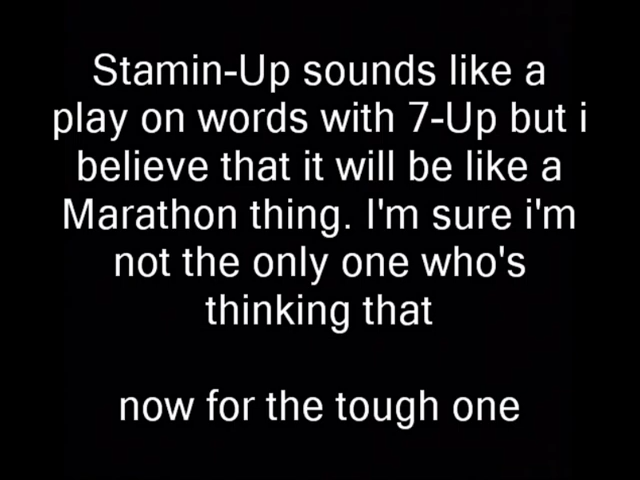 Stamin-Up sounds like a
play on words with 7-Up but i
believe that it will be like a
Marathon thing. I'm sure i'm
not the only one who's
thinking that
now for the tough one